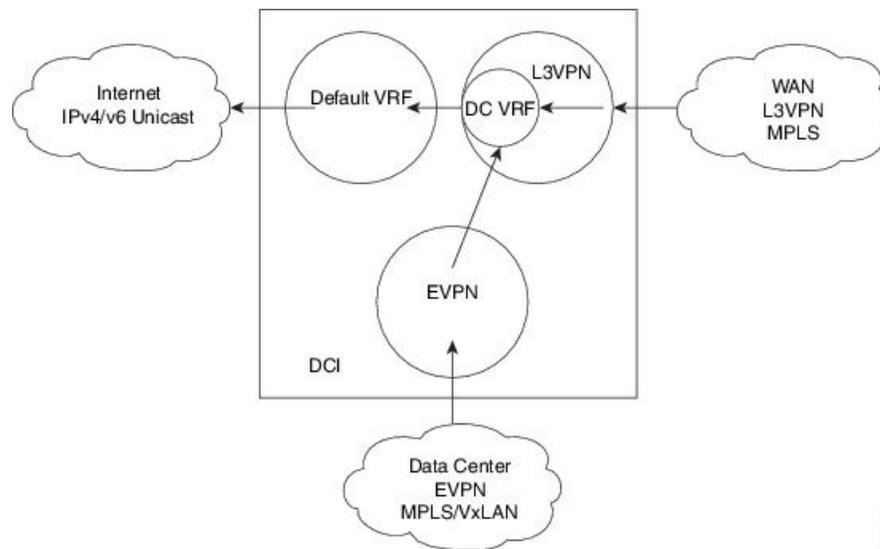 Internet
IPv4/v6 Unicast
Default VRF
L3VPN
DC VRF
WAN
L3VPN
MPLS
EVPN
DCI
Data Center
EVPN
MPLS/VxLAN